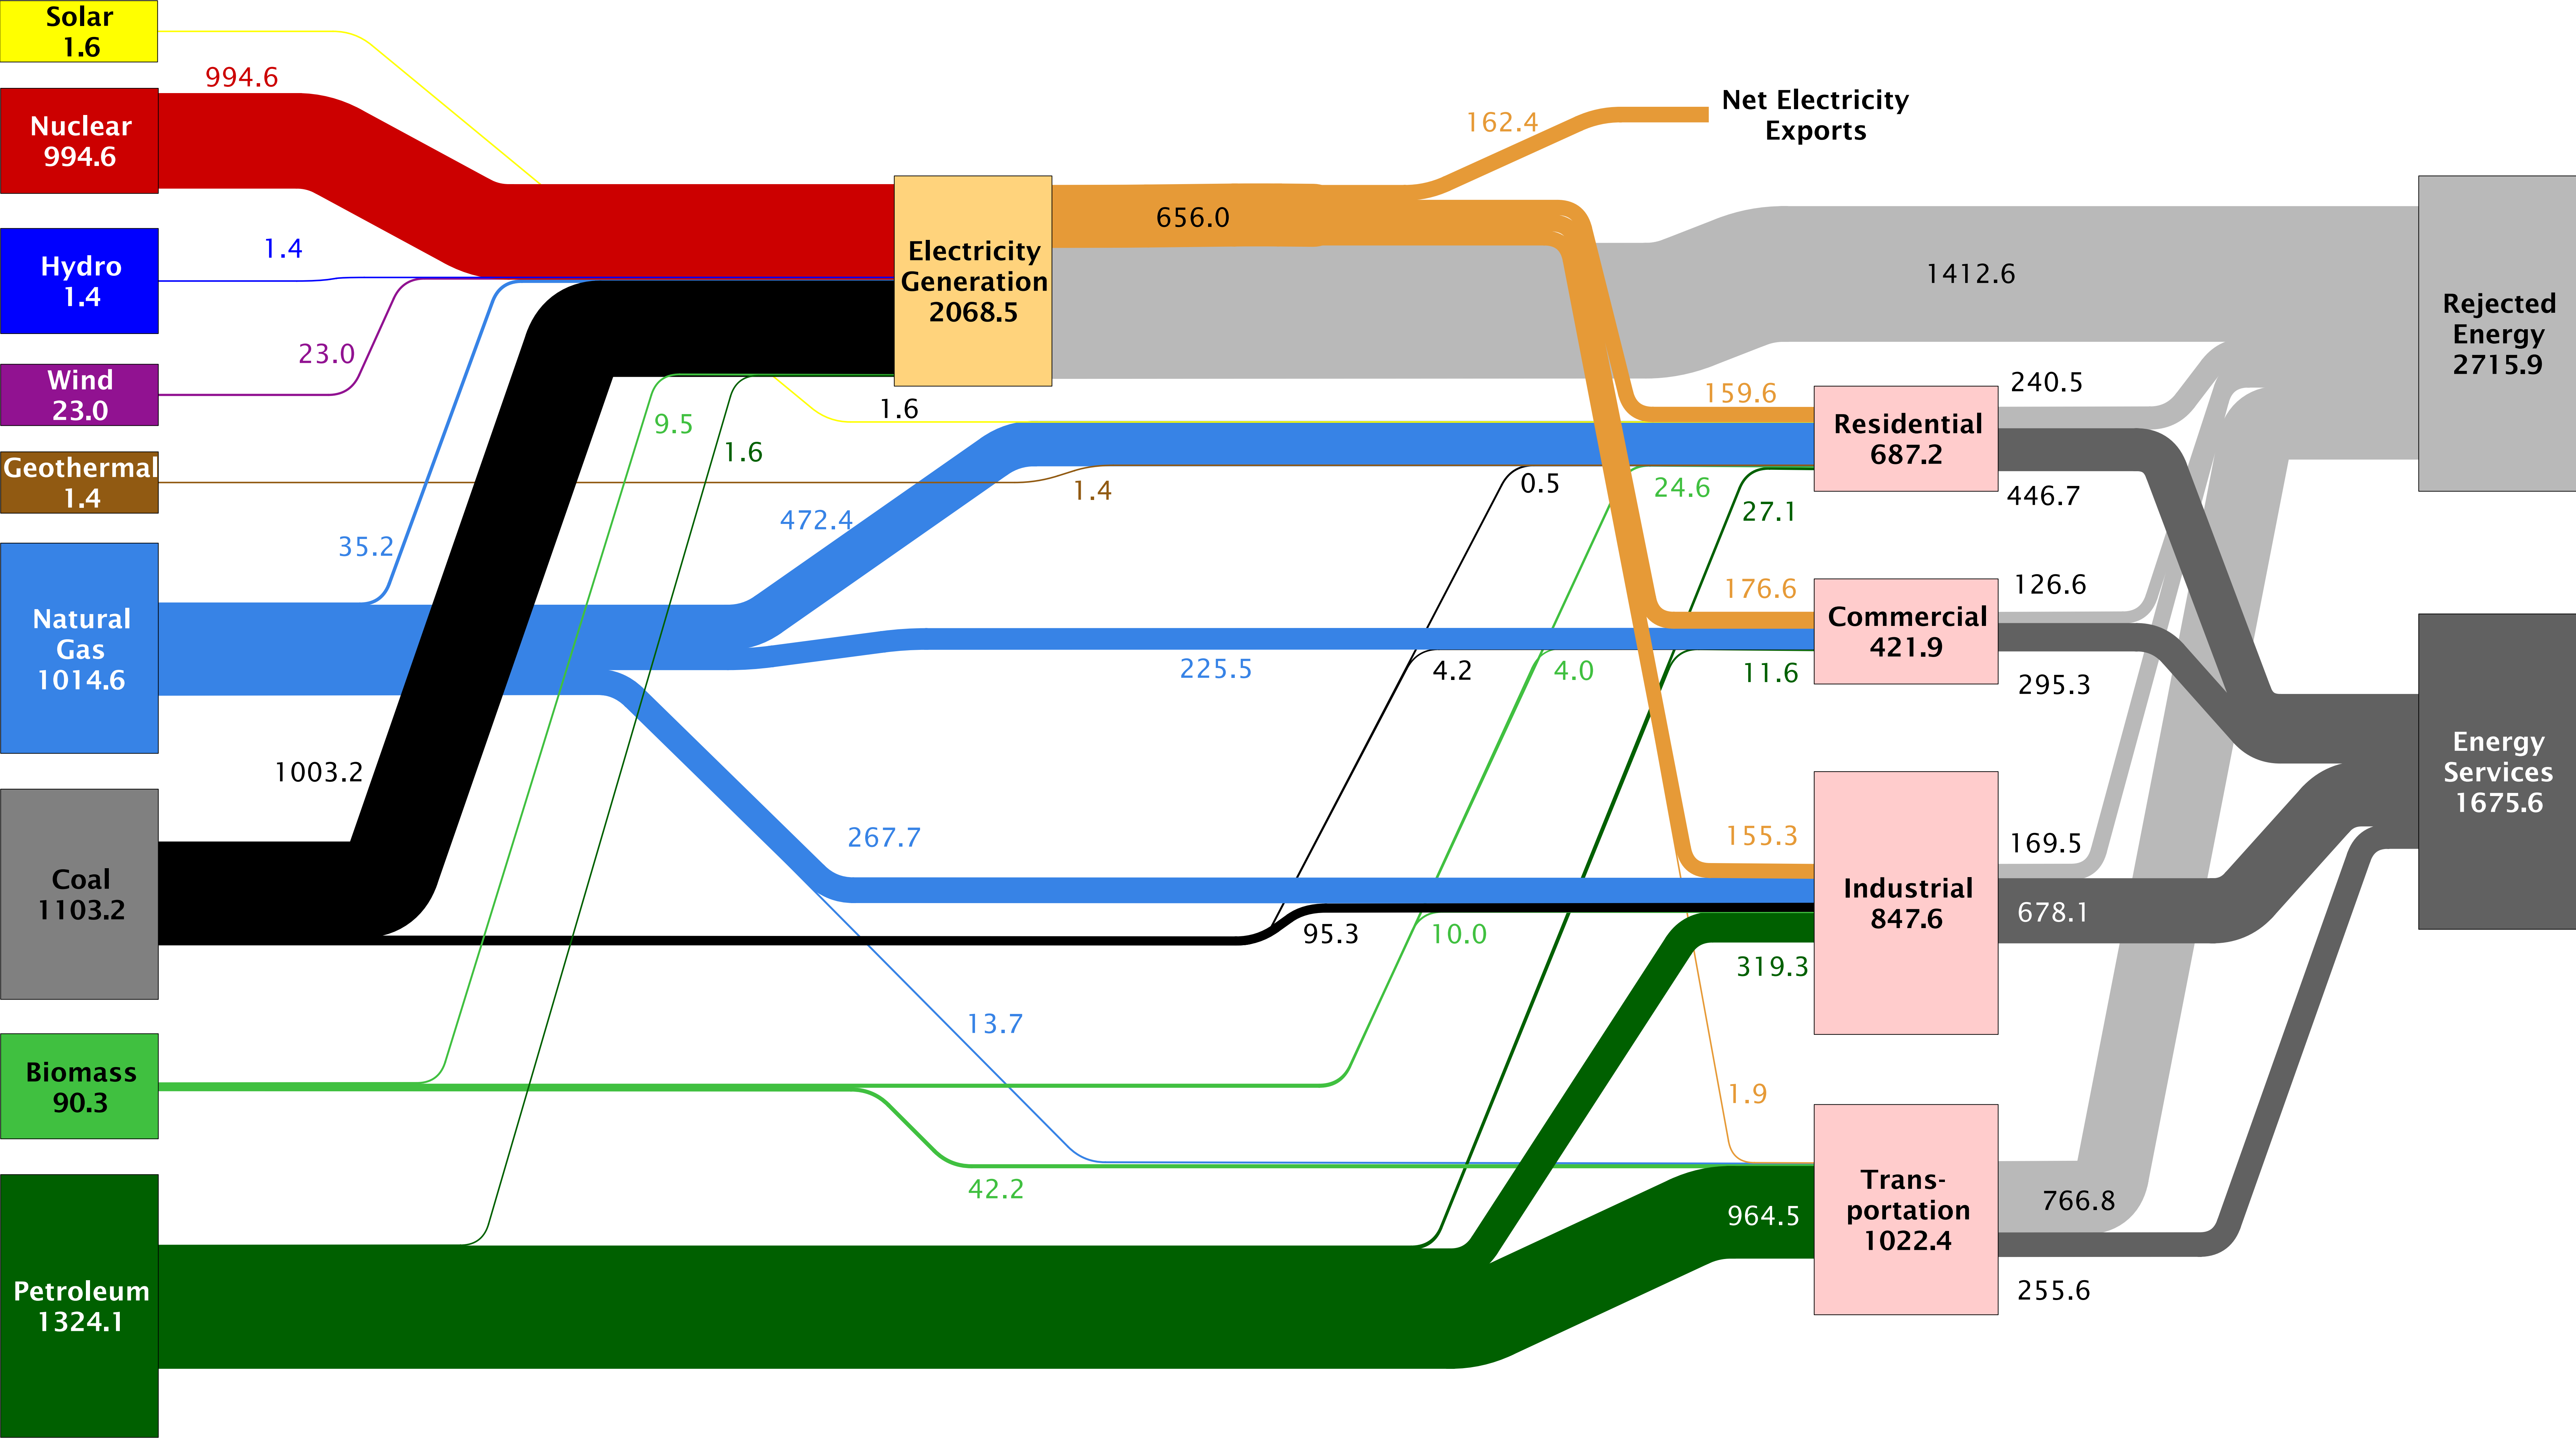 Solar
1.6
994.6
Nuclear
994.6
Hydro
1.4
1.4
Wind
23.0
23.0
Geothermal
1.4
35.2
Natural
Gas
1014.6
1003.2
Coal
1103.2
Biomass
90.3
Petroleum
1324.1
9.5
1.6
1.6
472.4
1.4
225.5
267.7
13.7
42.2
Electricity
Generation
2068.5
656.0
162.4
Net Electricity
Exports
1412.6
0.5
4.2
95.3
24.6
4.0
10.0
159.6
27.1
176.6
11.6
155.3
319.3
1.9
964.5
Residential
687.2
Commercial
421.9
Industrial
847.6
Trans-
portation
1022.4
240.5
446.7
126.6
295.3
169.5
678.1
766.8
255.6
Rejected
Energy
2715.9
Energy
Services
1675.6